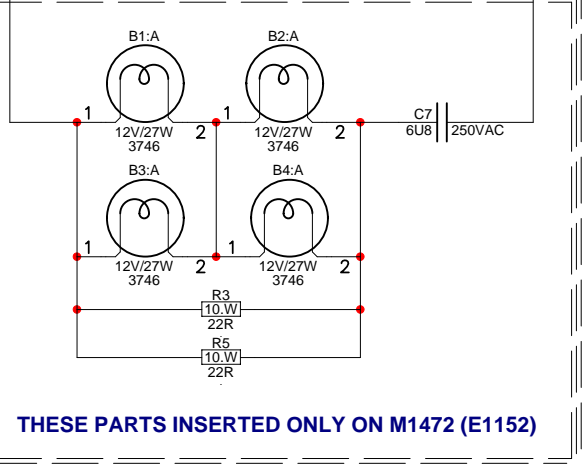 B1:A
B2:A
1
1
C7
12V/27W
2
12V/27W
2
6U8
250VAC
3746
3746
B3:A
B4:A
1
1
12V/27W
2
12V/27W
2
3746
3746
R3
10.W
22R
R5
10.W
22R
THESE PARTS INSERTED ONLY ON M1472 (E1152)